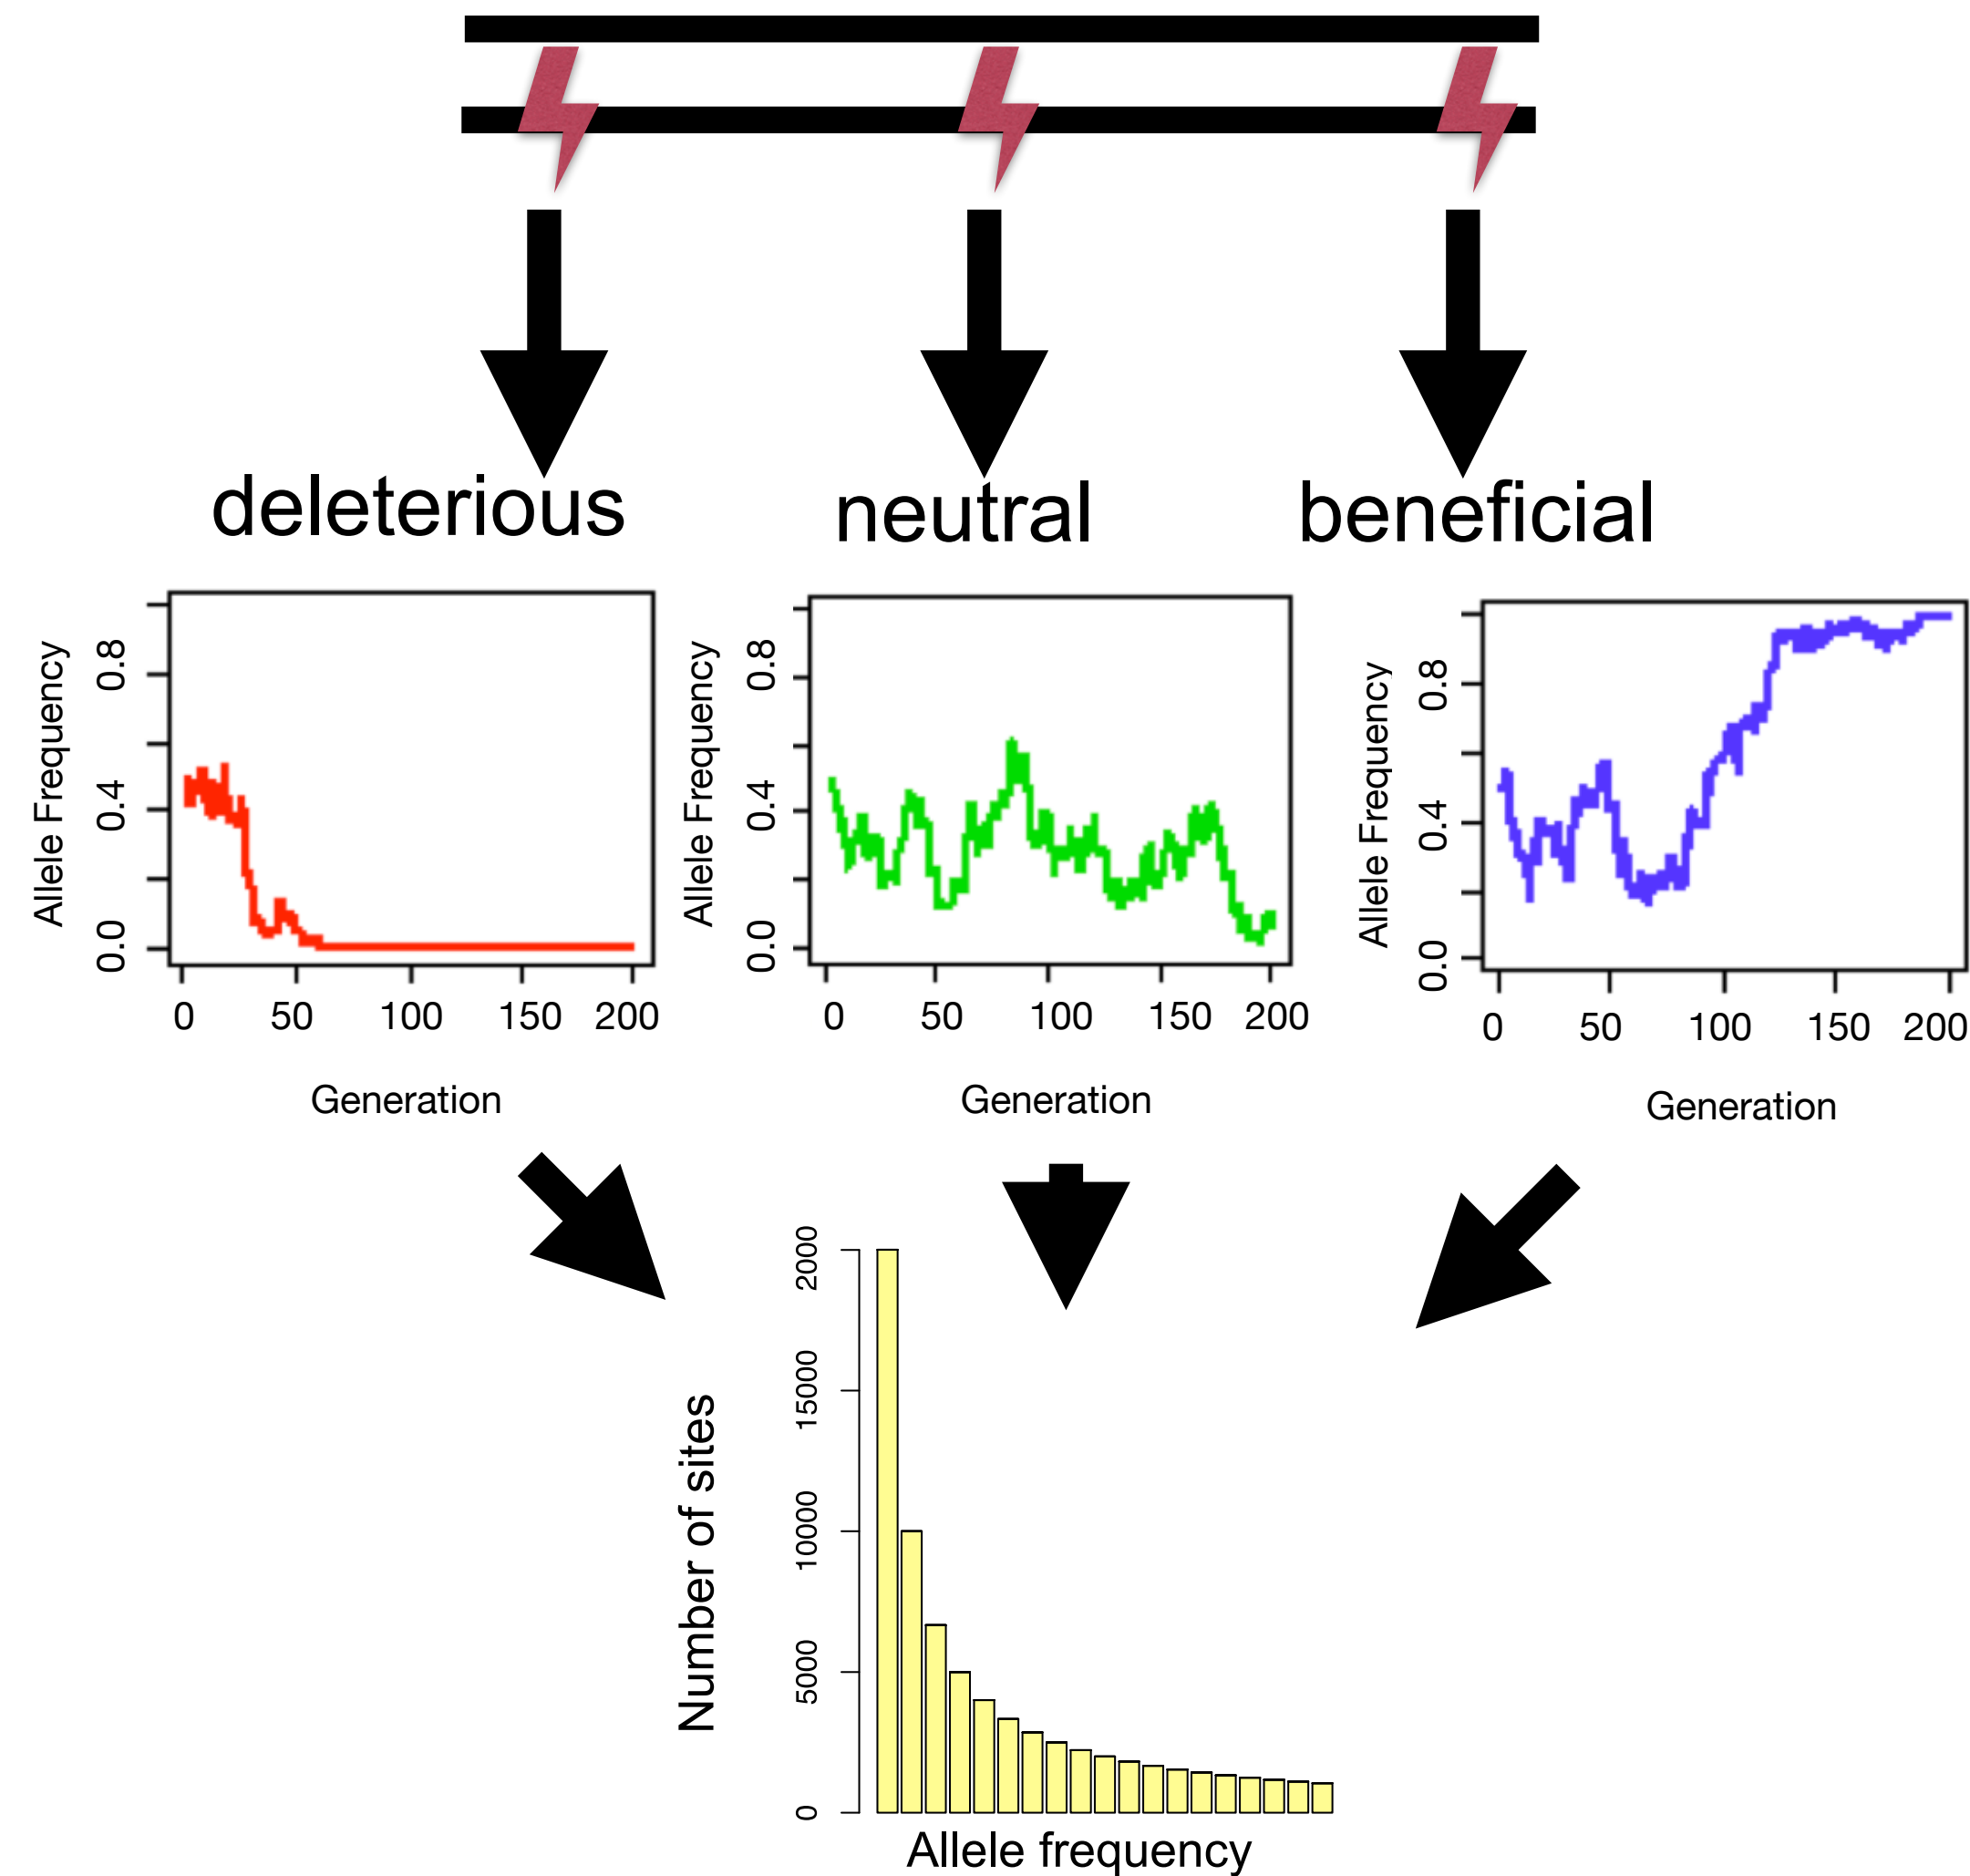 deleterious
neutral
beneficial
Allele Frequency
0.8
0.4
0.0
0 50 100 150 200
Generation
Allele Frequency
0.8
0.4
0.0
0 50 100 150 200
Generation
Allele Frequency
0.8
0.4
0.0
0 50 100 150 200
Generation
Number of sites
2000
15000
10000
5000
0
Allele frequency